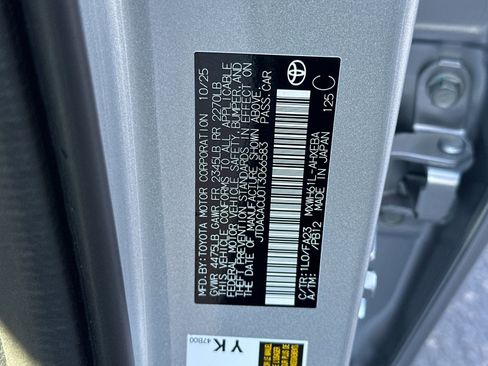 MFD.BY:TOYOTA MOTOR CORPORATION 10/25
GVWR 4475LB GAWR FR 2345LB RR 2270LB
THIS VEHICLE CONFORMS TO ALL APPLICABLE
FEDERAL MOTOR VEHICLE SAFETY, BUMPER, AND
THEFT PREVENTION STANDARDS IN EFFECT ON
THE DATE OF MANUFACTURE SHOWN ABOVE.
JTDACACU0T3066583 PASS.CAR
C/TR:1L0/FA23 MXWH61L-AHXEBA
A/TM: /PB12 MADE IN JAPAN 125 C
YK
47B00